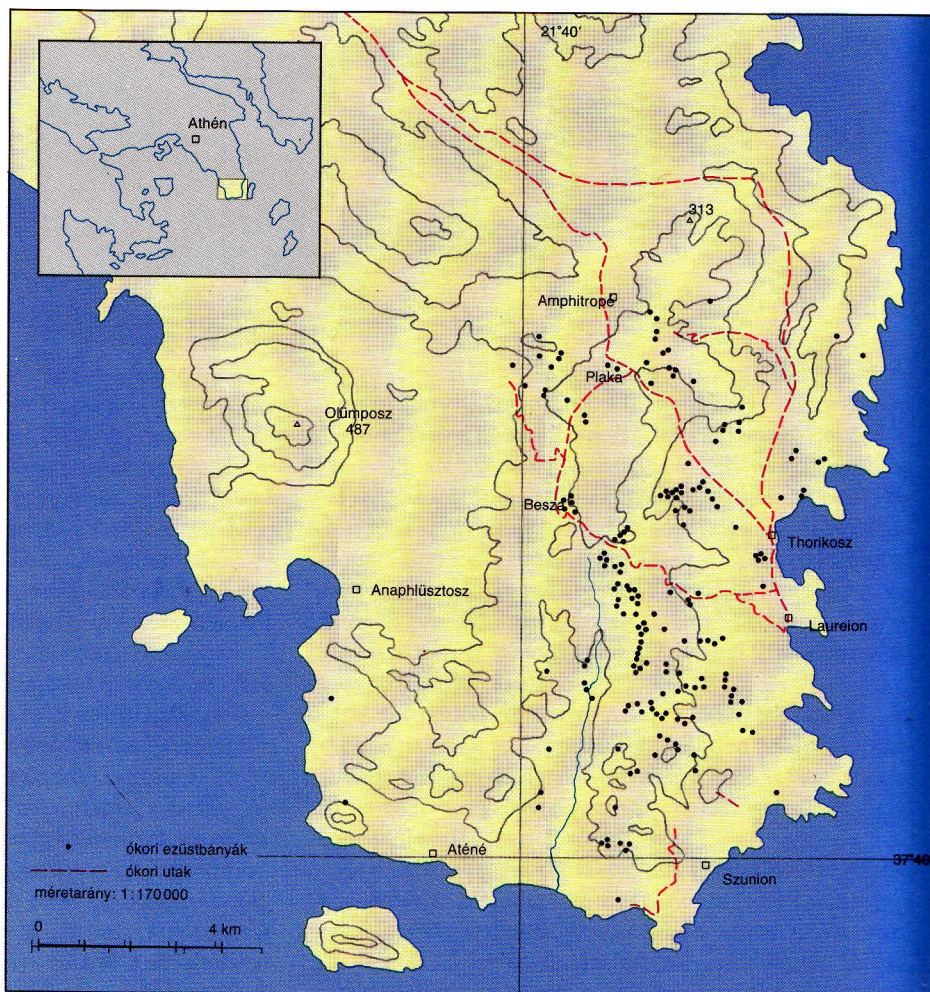 21°40'
Athén
313
Amphitrope
Plaka
Olümposz
487
Besza
Thorikosz
Anaphlüsztosz
Laureion
ókori ezüstbányák
Aténé
37°40
ókori utak
Szunion
méretarány: 1:170 000
0 4 km